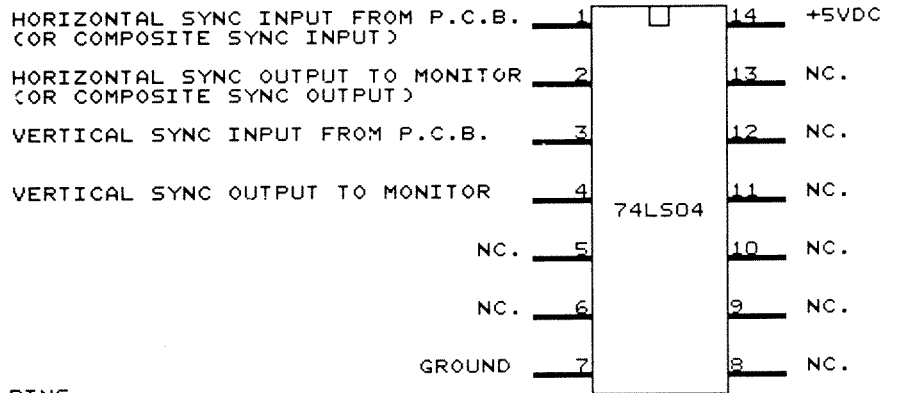 HORIZONTAL SYNC INPUT FROM P.C.B. 1
(OR COMPOSITE SYNC INPUT)
HORIZONTAL SYNC OUTPUT TO MONITOR 2
(OR COMPOSITE SYNC OUTPUT)
VERTICAL SYNC INPUT FROM P.C.B. 3
VERTICAL SYNC OUTPUT TO MONITOR 4
NC. 5
NC. 6
GROUND 7
74LS04
14 +5VDC
13 NC.
12 NC.
11 NC.
10 NC.
9 NC.
8 NC.